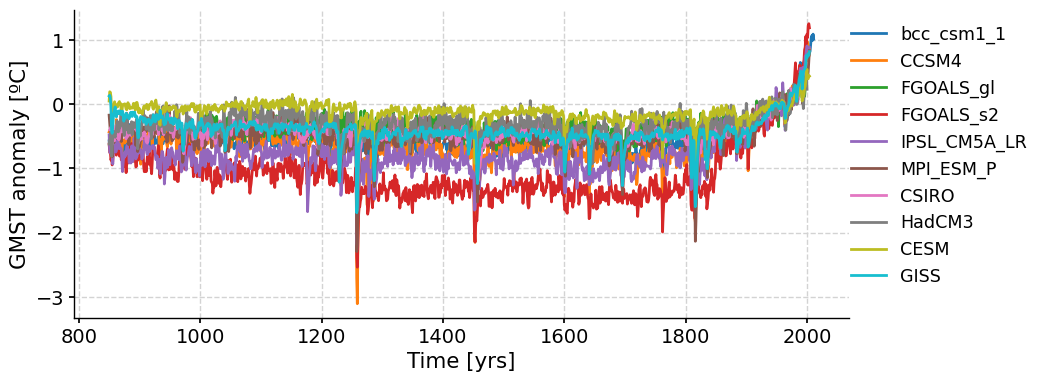 GMST anomaly [ºC]
1
0
−1
−2
−3
800
1000
1200
1400
1600
1800
2000
Time [yrs]
bcc_csm1_1
CCSM4
FGOALS_gl
FGOALS_s2
IPSL_CM5A_LR
MPI_ESM_P
CSIRO
HadCM3
CESM
GISS